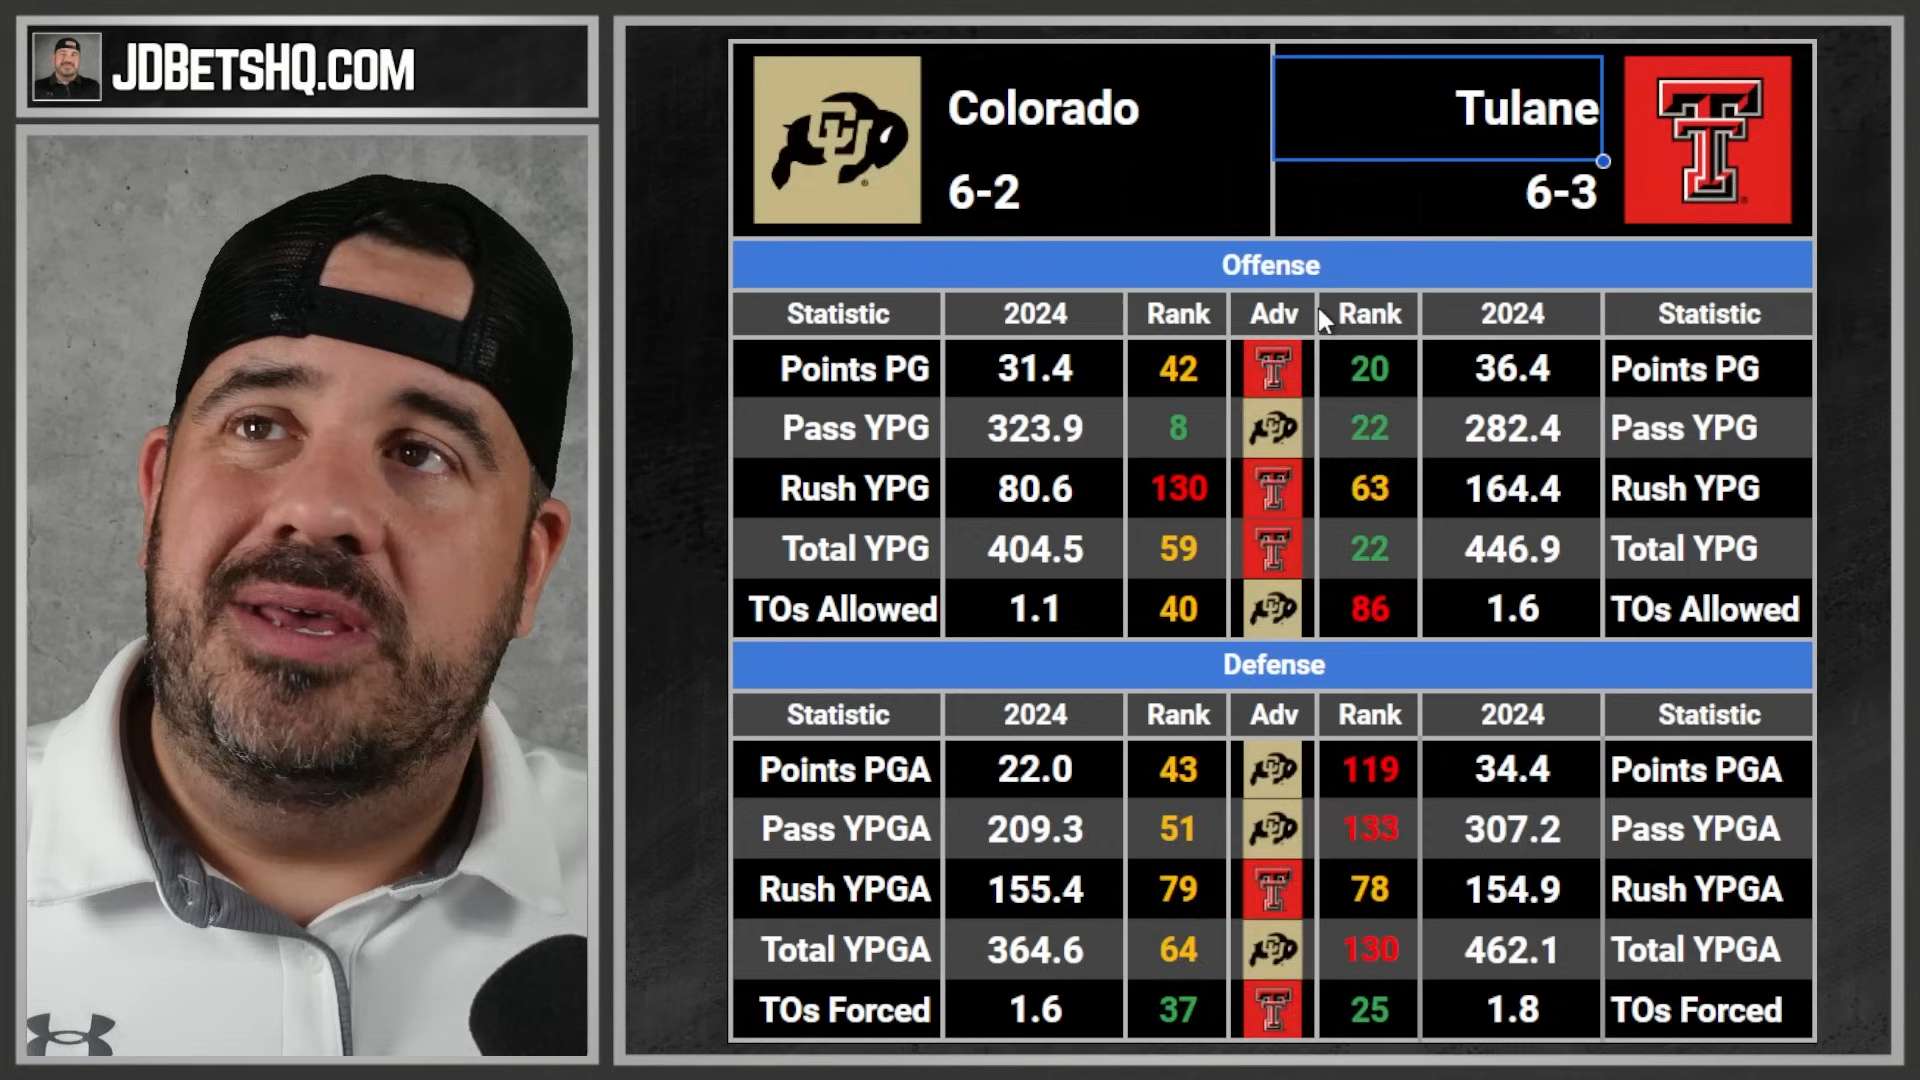 JDBETSHQ.COM
Colorado
Tulane
6-2
6-3
Offense
Statistic 2024 Rank Adv Rank 2024 Statistic
Points PG 31.4 42 20 36.4 Points PG
Pass YPG 323.9 8 22 282.4 Pass YPG
Rush YPG 80.6 130 63 164.4 Rush YPG
Total YPG 404.5 59 22 446.9 Total YPG
TOs Allowed 1.1 40 86 1.6 TOs Allowed
Defense
Statistic 2024 Rank Adv Rank 2024 Statistic
Points PGA 22.0 43 119 34.4 Points PGA
Pass YPGA 209.3 51 133 307.2 Pass YPGA
Rush YPGA 155.4 79 78 154.9 Rush YPGA
Total YPGA 364.6 64 130 462.1 Total YPGA
TOs Forced 1.6 37 25 1.8 TOs Forced